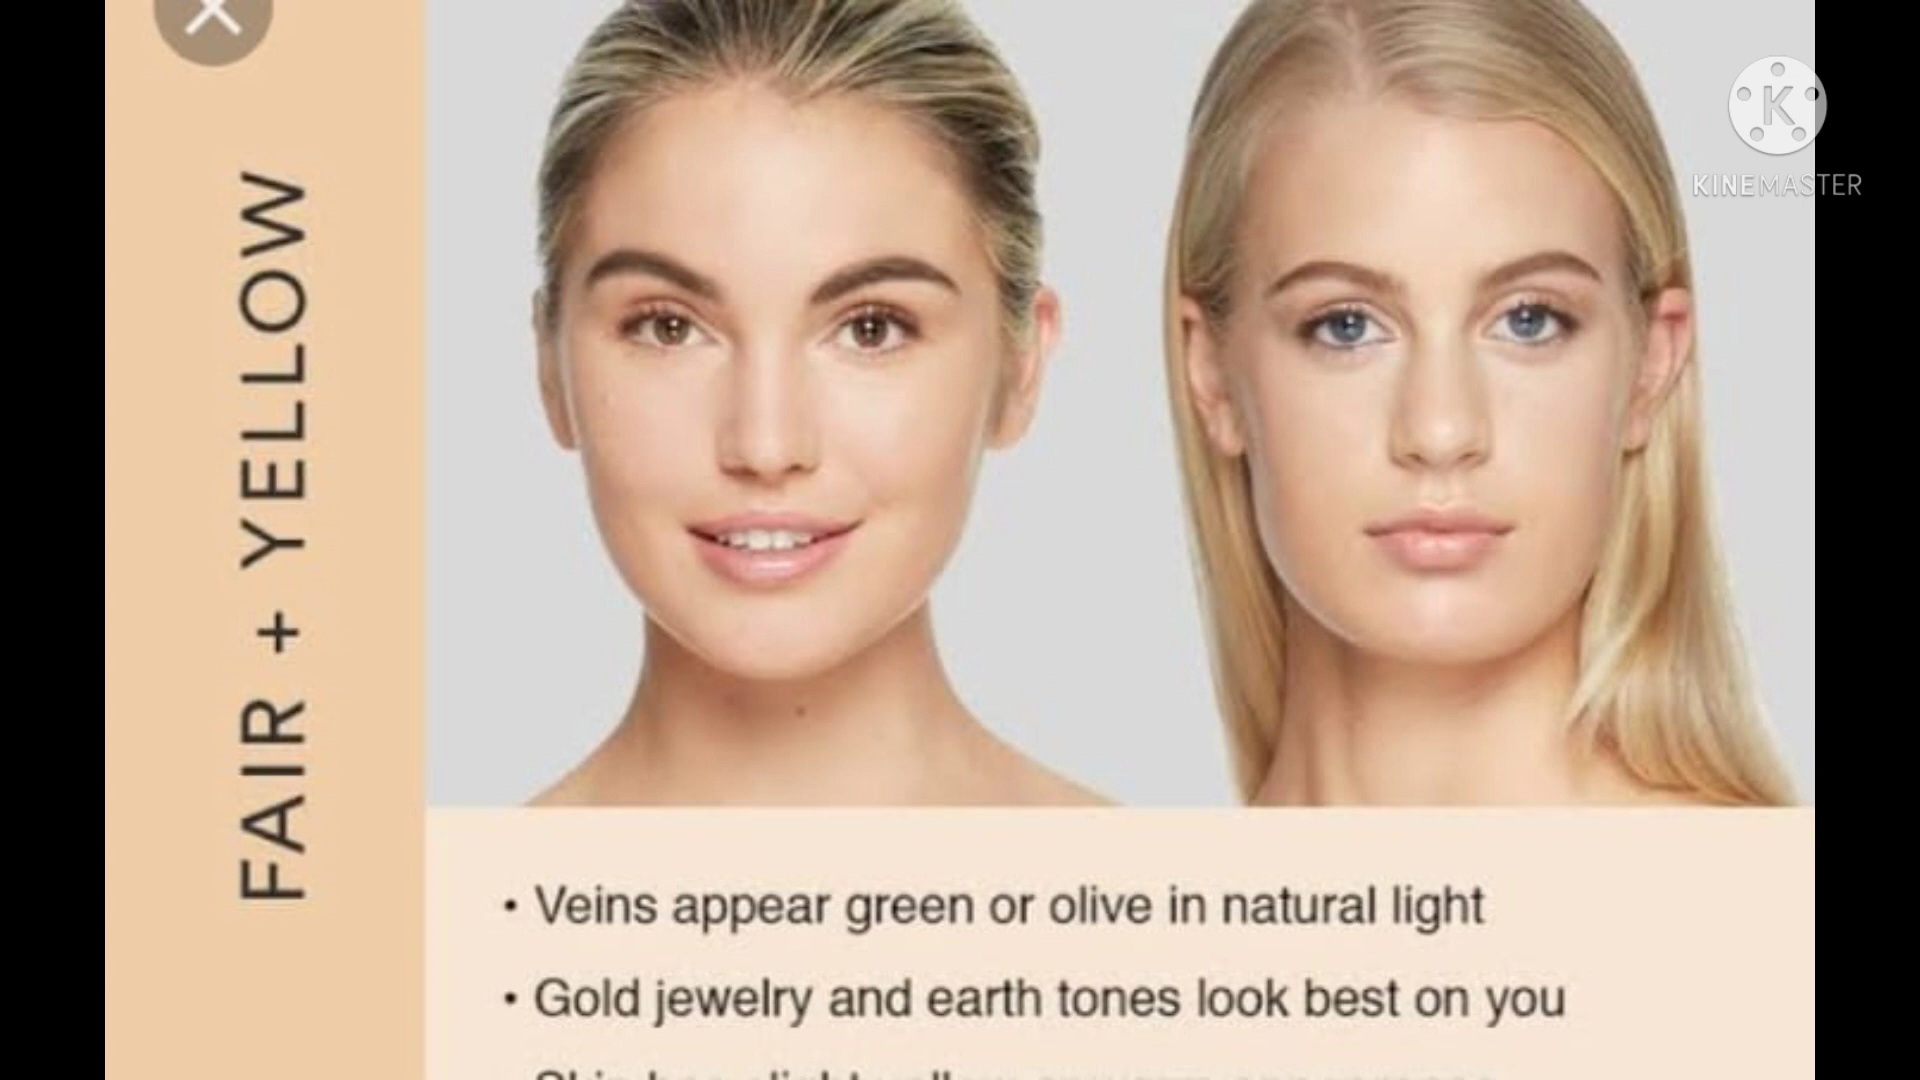 FAIR + YELLOW
KINEMASTER
• Veins appear green or olive in natural light
• Gold jewelry and earth tones look best on you